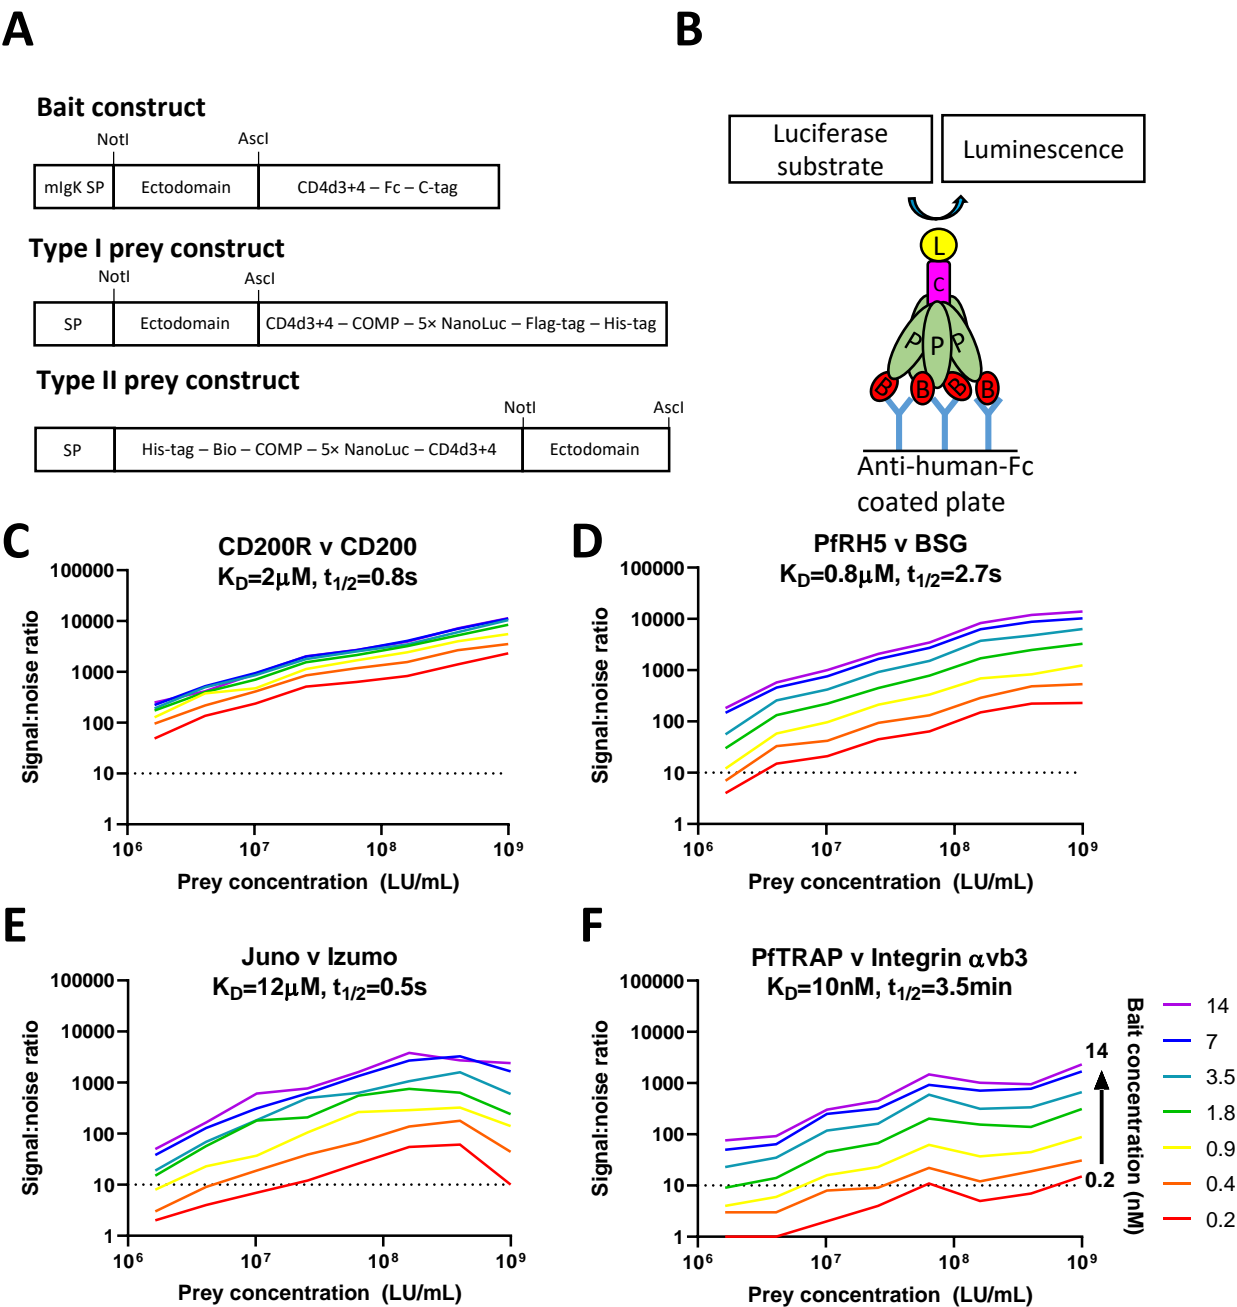 A
Bait construct
NotI
AscI
mIgK SP
Ectodomain
CD4d3+4 – Fc – C-tag
Type I prey construct
NotI
AscI
SP
Ectodomain
CD4d3+4 – COMP – 5× NanoLuc – Flag-tag – His-tag
Type II prey construct
NotI
AscI
SP
His-tag – Bio – COMP – 5× NanoLuc – CD4d3+4
Ectodomain
B
Luciferase
substrate
Luminescence
L
C
P P P
B B B B
Anti-human-Fc
coated plate
C
CD200R v CD200
K_D=2μM, t_1/2=0.8s
Signal:noise ratio
100000
10000
1000
100
10
1
10⁶ 10⁷ 10⁸ 10⁹
Prey concentration (LU/mL)
D
PfRH5 v BSG
K_D=0.8μM, t_1/2=2.7s
Signal:noise ratio
100000
10000
1000
100
10
1
10⁶ 10⁷ 10⁸ 10⁹
Prey concentration (LU/mL)
E
Juno v Izumo
K_D=12μM, t_1/2=0.5s
Signal:noise ratio
100000
10000
1000
100
10
1
10⁶ 10⁷ 10⁸ 10⁹
Prey concentration (LU/mL)
F
PfTRAP v Integrin αvb3
K_D=10nM, t_1/2=3.5min
Signal:noise ratio
100000
10000
1000
100
10
1
10⁶ 10⁷ 10⁸ 10⁹
Prey concentration (LU/mL)
14
0.2
Bait concentration (nM)
14
7
3.5
1.8
0.9
0.4
0.2